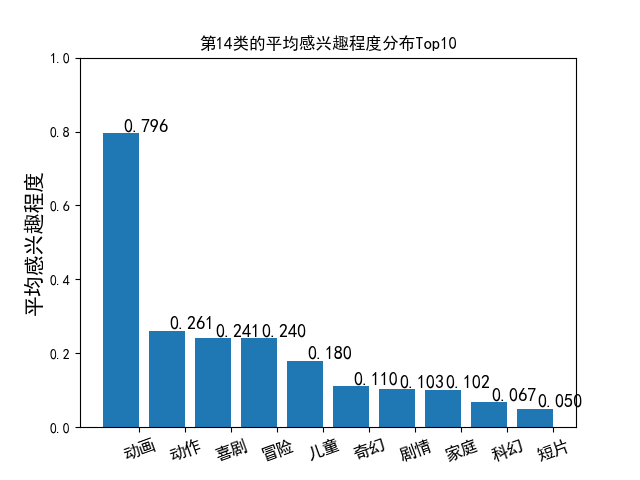 第14类的平均感兴趣程度分布Top10
平均感兴趣程度
1.0
0.8
0.6
0.4
0.2
0.0
0.796
0.261
0.241
0.240
0.180
0.110
0.103
0.102
0.067
0.050
动画
动作
喜剧
冒险
儿童
奇幻
剧情
家庭
科幻
短片